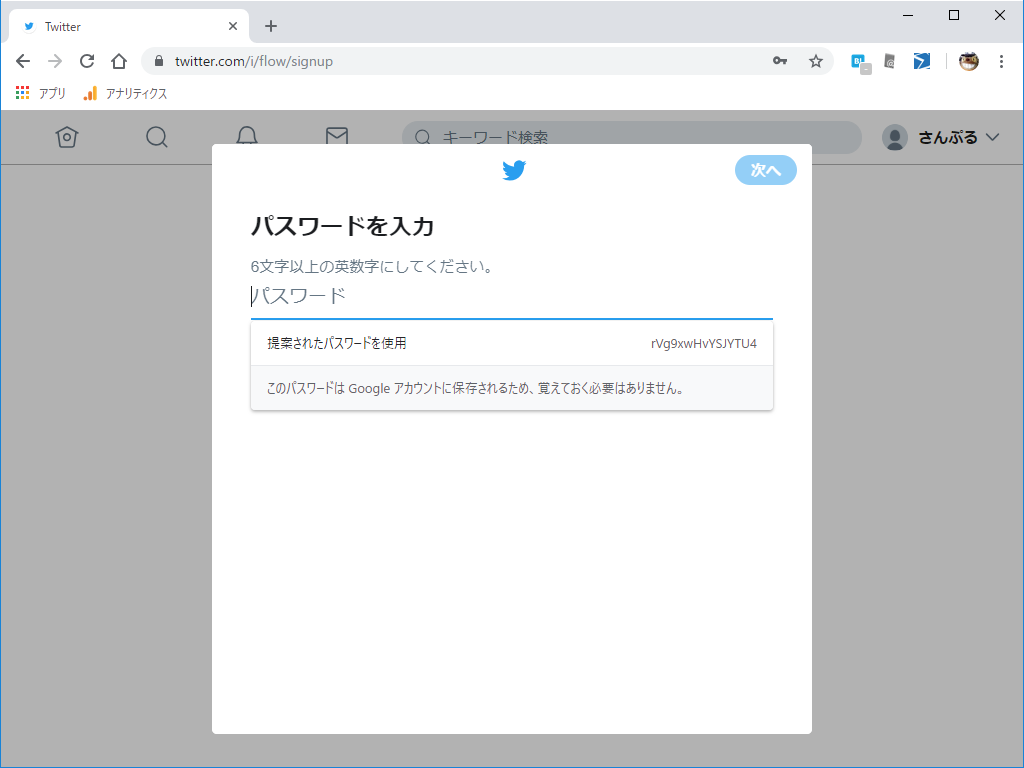 Twitter
twitter.com/i/flow/signup
アプリ
アナリティクス
キーワード検索
さんぷる
次へ
パスワードを入力
6文字以上の英数字にしてください。
パスワード
提案されたパスワードを使用 rVg9xwHvYSJYTU4
このパスワードは Google アカウントに保存されるため、覚えておく必要はありません。